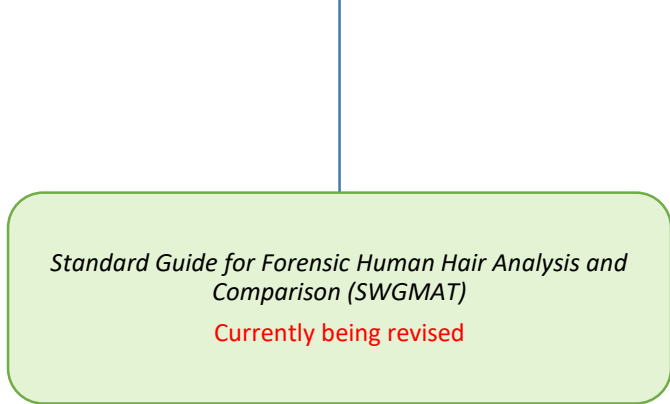 Standard Guide for Forensic Human Hair Analysis and
Comparison (SWGMAT)
Currently being revised